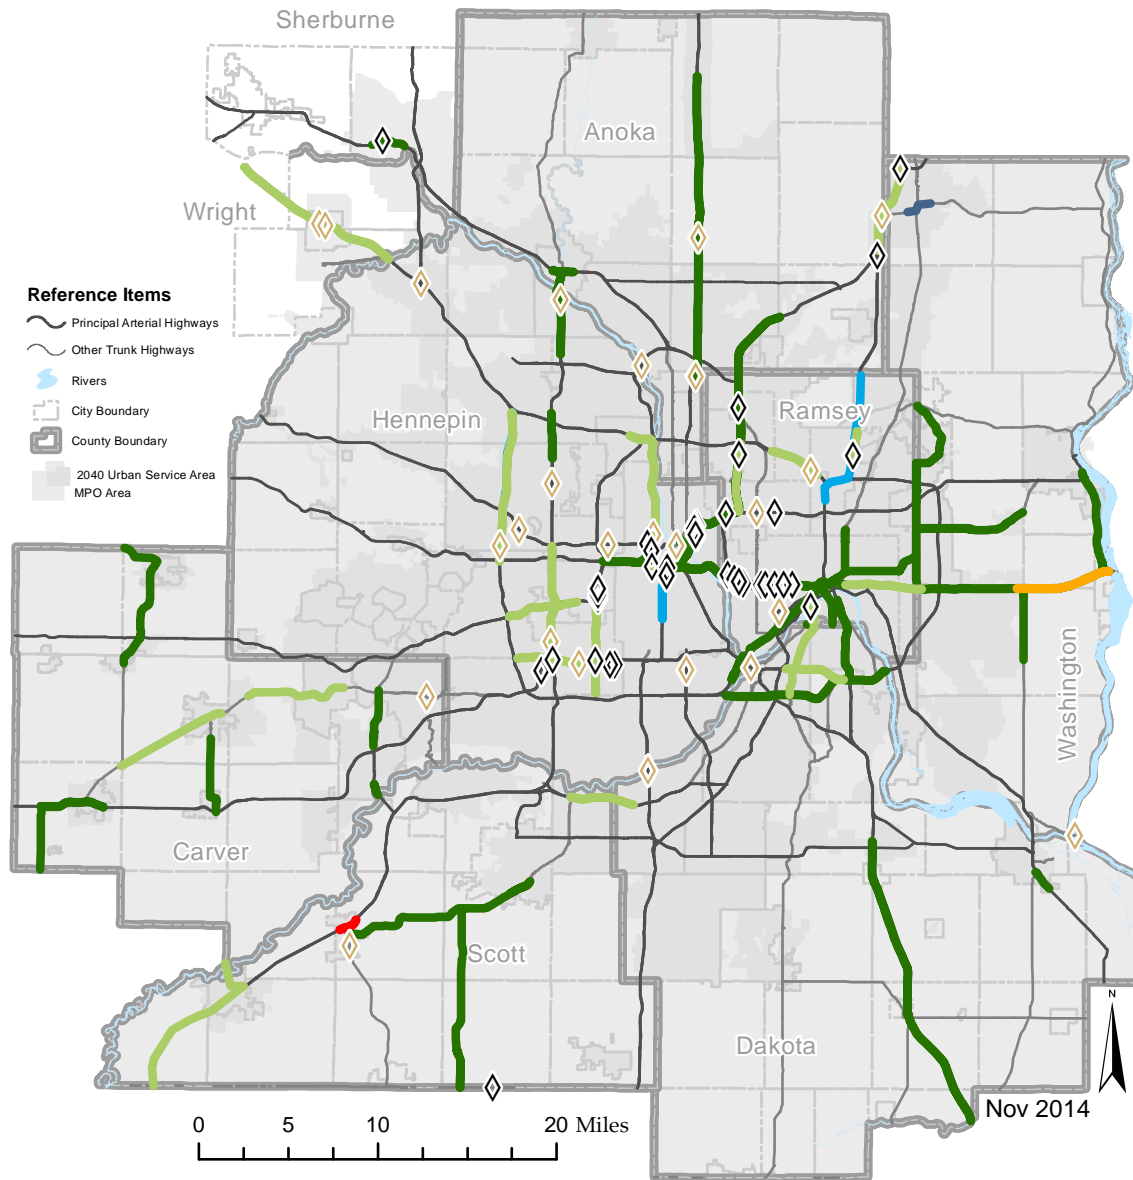 Sherburne
Anoka
Wright
Reference Items
Principal Arterial Highways
Other Trunk Highways
Rivers
City Boundary
County Boundary
2040 Urban Service Area
MPO Area
Hennepin
Ramsey
Washington
Carver
Scott
Dakota
N
Nov 2014
0 5 10 20 Miles